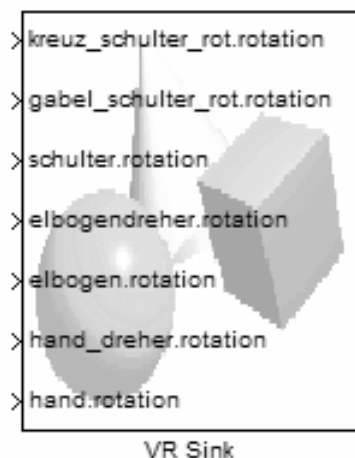 kreuz_schulter_rot.rotation
gabel_schulter_rot.rotation
schulter.rotation
elbogendreher.rotation
elbogen.rotation
hand_dreher.rotation
hand.rotation
VR Sink